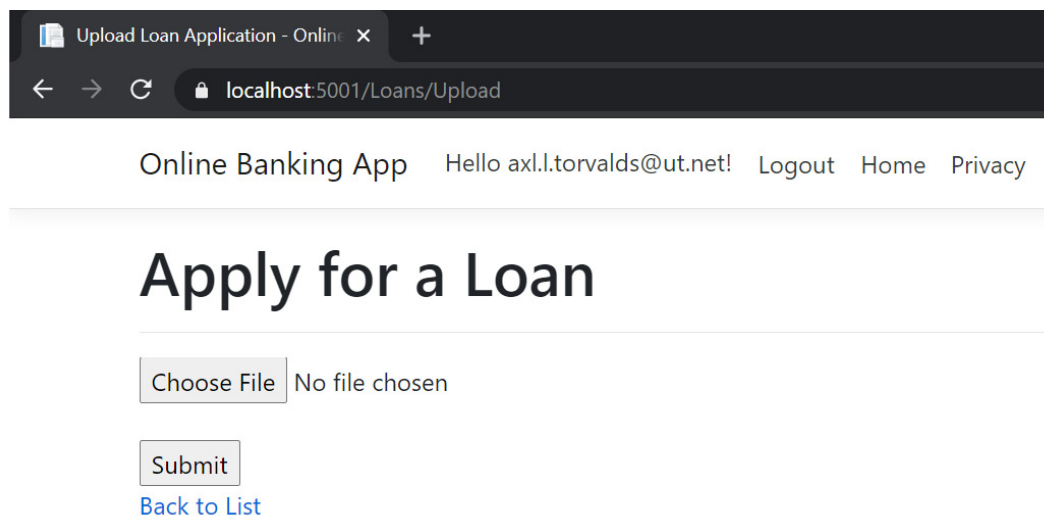 Upload Loan Application - Online
localhost:5001/Loans/Upload
Online Banking App Hello axl.l.torvalds@ut.net! Logout Home Privacy
Apply for a Loan
Choose File No file chosen
Submit
Back to List